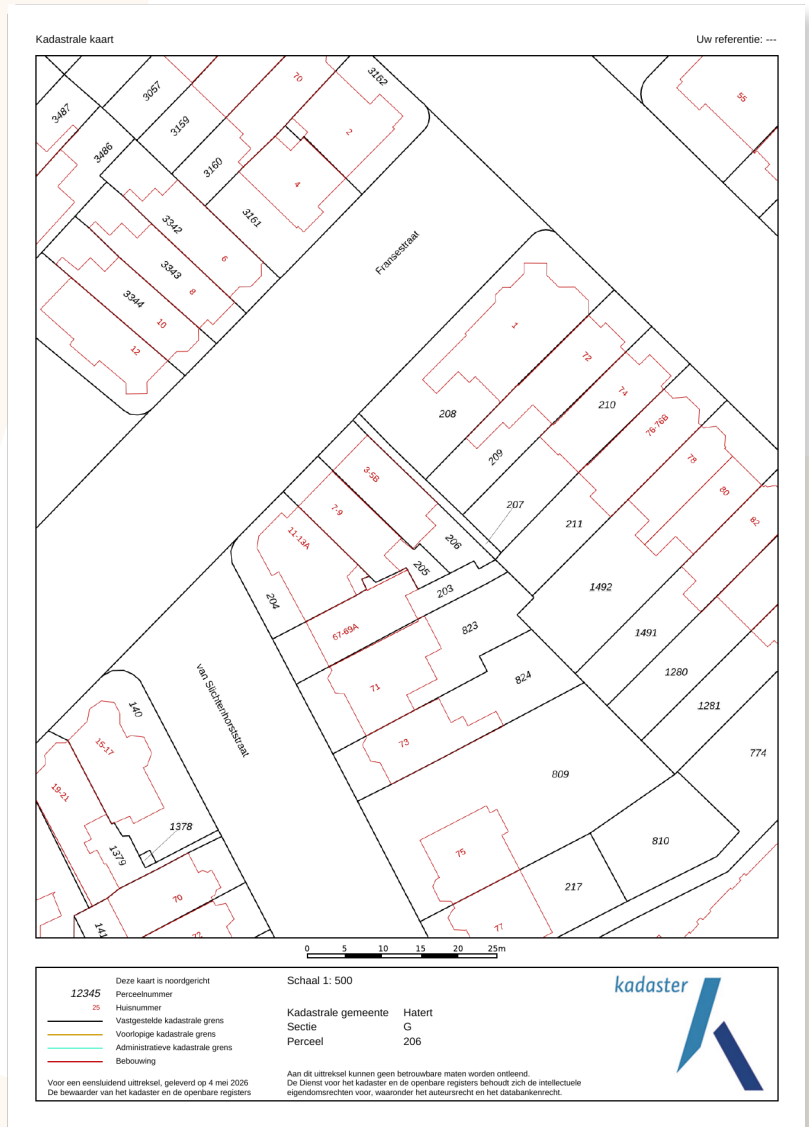 Kadastrale kaart
Uw referentie: ---
3487
3057
3159
3486
3160
70
3162
2
4
55
3342
3161
6
3343
8
3344
10
12
Fransestraat
1
72
74
210
208
76-76B
209
78
80
82
3-5B
7-9
207
211
11-13A
206
205
204
203
1492
67-69A
823
1491
71
824
1280
1281
van Slichtenhorststraat
140
15-17
73
774
809
19-21
1378
1379
75
810
70
217
77
141
72
0 5 10 15 20 25m
Deze kaart is noordgericht
12345 Perceelnummer
25 Huisnummer
Vastgestelde kadastrale grens
Voorlopige kadastrale grens
Administratieve kadastrale grens
Bebouwing
Voor een eensluidend uittreksel, geleverd op 4 mei 2026
De bewaarder van het kadaster en de openbare registers
Schaal 1: 500
Kadastrale gemeente Hatert
Sectie G
Perceel 206
Aan dit uittreksel kunnen geen betrouwbare maten worden ontleend.
De Dienst voor het kadaster en de openbare registers behoudt zich de intellectuele
eigendomsrechten voor, waaronder het auteursrecht en het databankenrecht.
kadaster